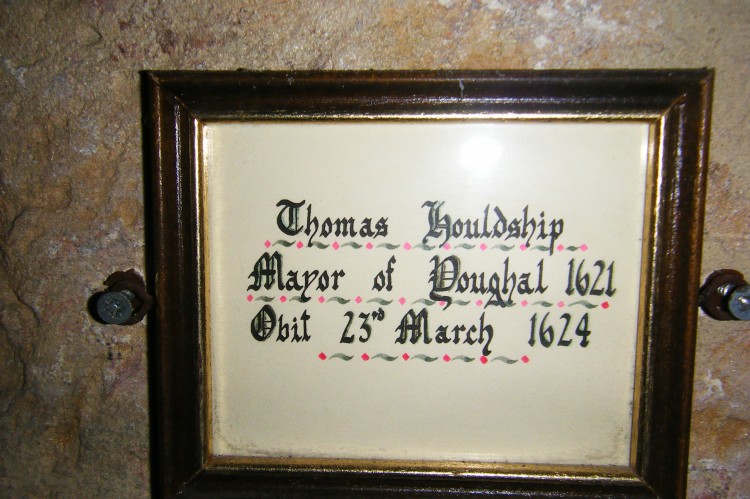 Thomas Houldship
Mayor of Youghal 1621
Obit 23rd March 1624